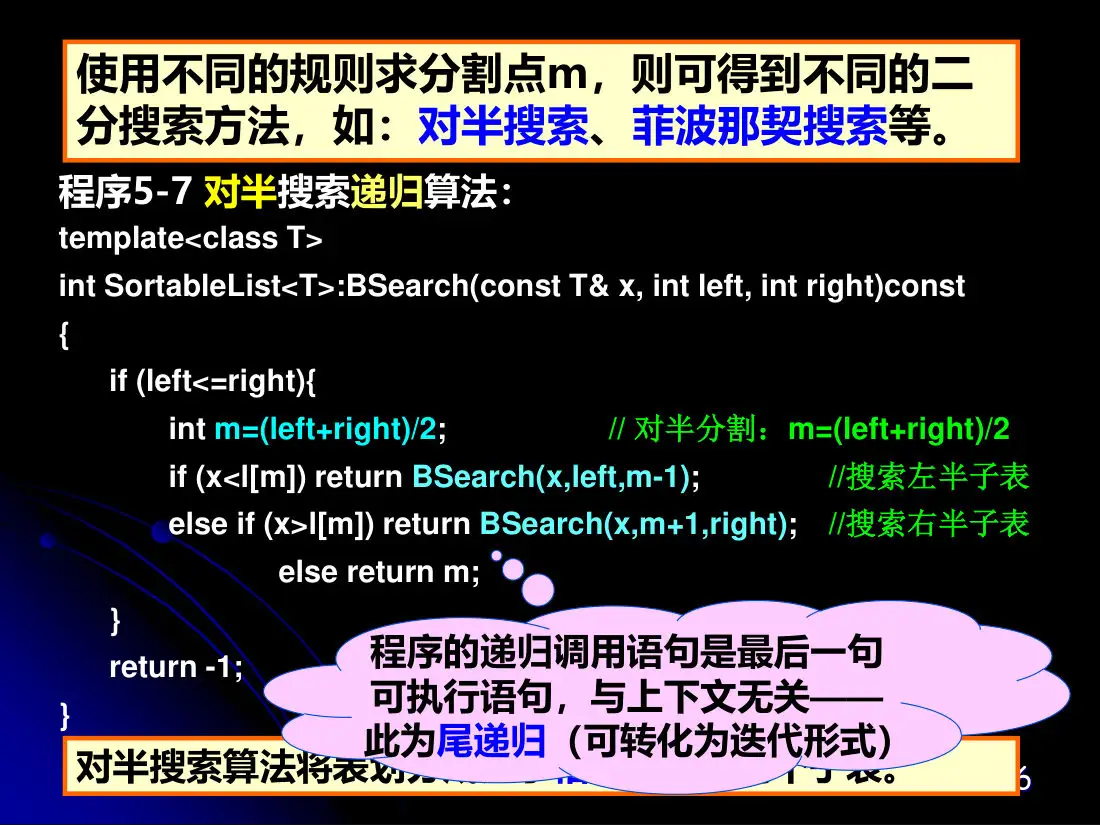 使用不同的规则求分割点m，则可得到不同的二
分搜索方法，如：对半搜索、菲波那契搜索等。
程序5-7 对半搜索递归算法：
template<class T>
int SortableList<T>:BSearch(const T& x, int left, int right)const
{
if (left<=right){
int m=(left+right)/2; // 对半分割：m=(left+right)/2
if (x<l[m]) return BSearch(x,left,m-1); //搜索左半子表
else if (x>l[m]) return BSearch(x,m+1,right); //搜索右半子表
else return m;
}
return -1;
}
程序的递归调用语句是最后一句
可执行语句，与上下文无关——
此为尾递归（可转化为迭代形式）
对半搜索算法将表划分 子表。
6